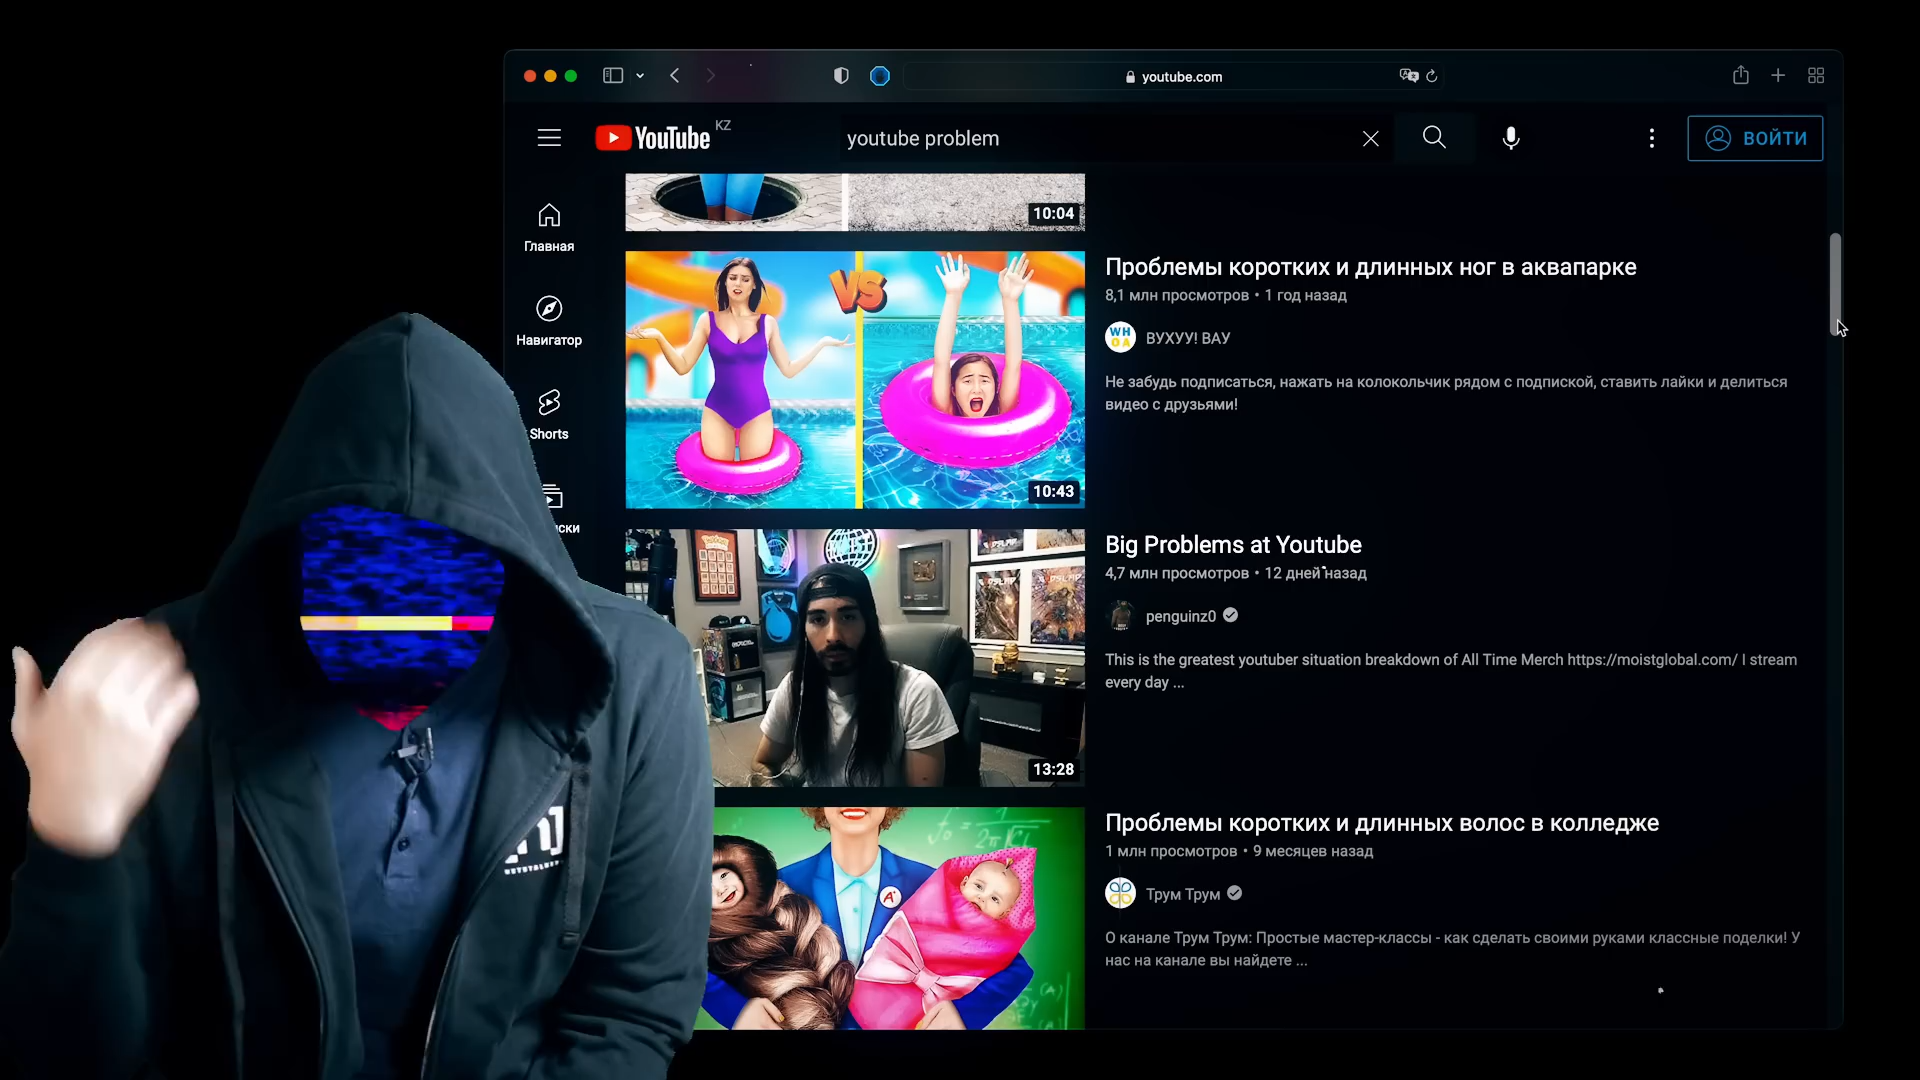 youtube.com
YouTube KZ
youtube problem
ВОЙТИ
Главная
Навигатор
Shorts
10:04
VS
10:43
Проблемы коротких и длинных ног в аквапарке
8,1 млн просмотров • 1 год назад
WH
OA
ВУХУУ! ВАУ
Не забудь подписаться, нажать на колокольчик рядом с подпиской, ставить лайки и делиться
видео с друзьями!
13:28
Big Problems at Youtube
4,7 млн просмотров • 12 дней назад
penguinz0
This is the greatest youtuber situation breakdown of All Time Merch https://moistglobal.com/ I stream
every day ...
A+
Проблемы коротких и длинных волос в колледже
1 млн просмотров • 9 месяцев назад
Трум Трум
О канале Трум Трум: Простые мастер-классы - как сделать своими руками классные поделки! У
нас на канале вы найдете ...